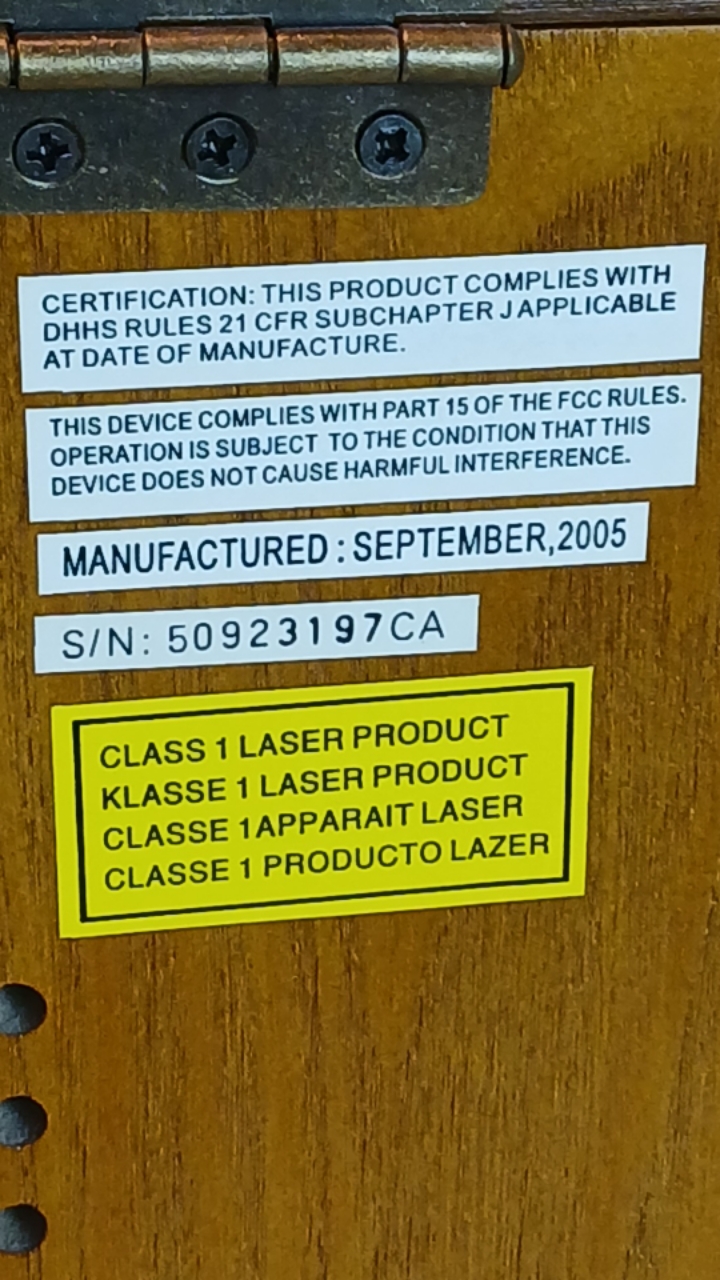 CERTIFICATION: THIS PRODUCT COMPLIES WITH
DHHS RULES 21 CFR SUBCHAPTER J APPLICABLE
AT DATE OF MANUFACTURE.
THIS DEVICE COMPLIES WITH PART 15 OF THE FCC RULES.
OPERATION IS SUBJECT TO THE CONDITION THAT THIS
DEVICE DOES NOT CAUSE HARMFUL INTERFERENCE.
MANUFACTURED : SEPTEMBER,2005
S/N: 50923197CA
CLASS 1 LASER PRODUCT
KLASSE 1 LASER PRODUCT
CLASSE 1APPARAIT LASER
CLASSE 1 PRODUCTO LAZER